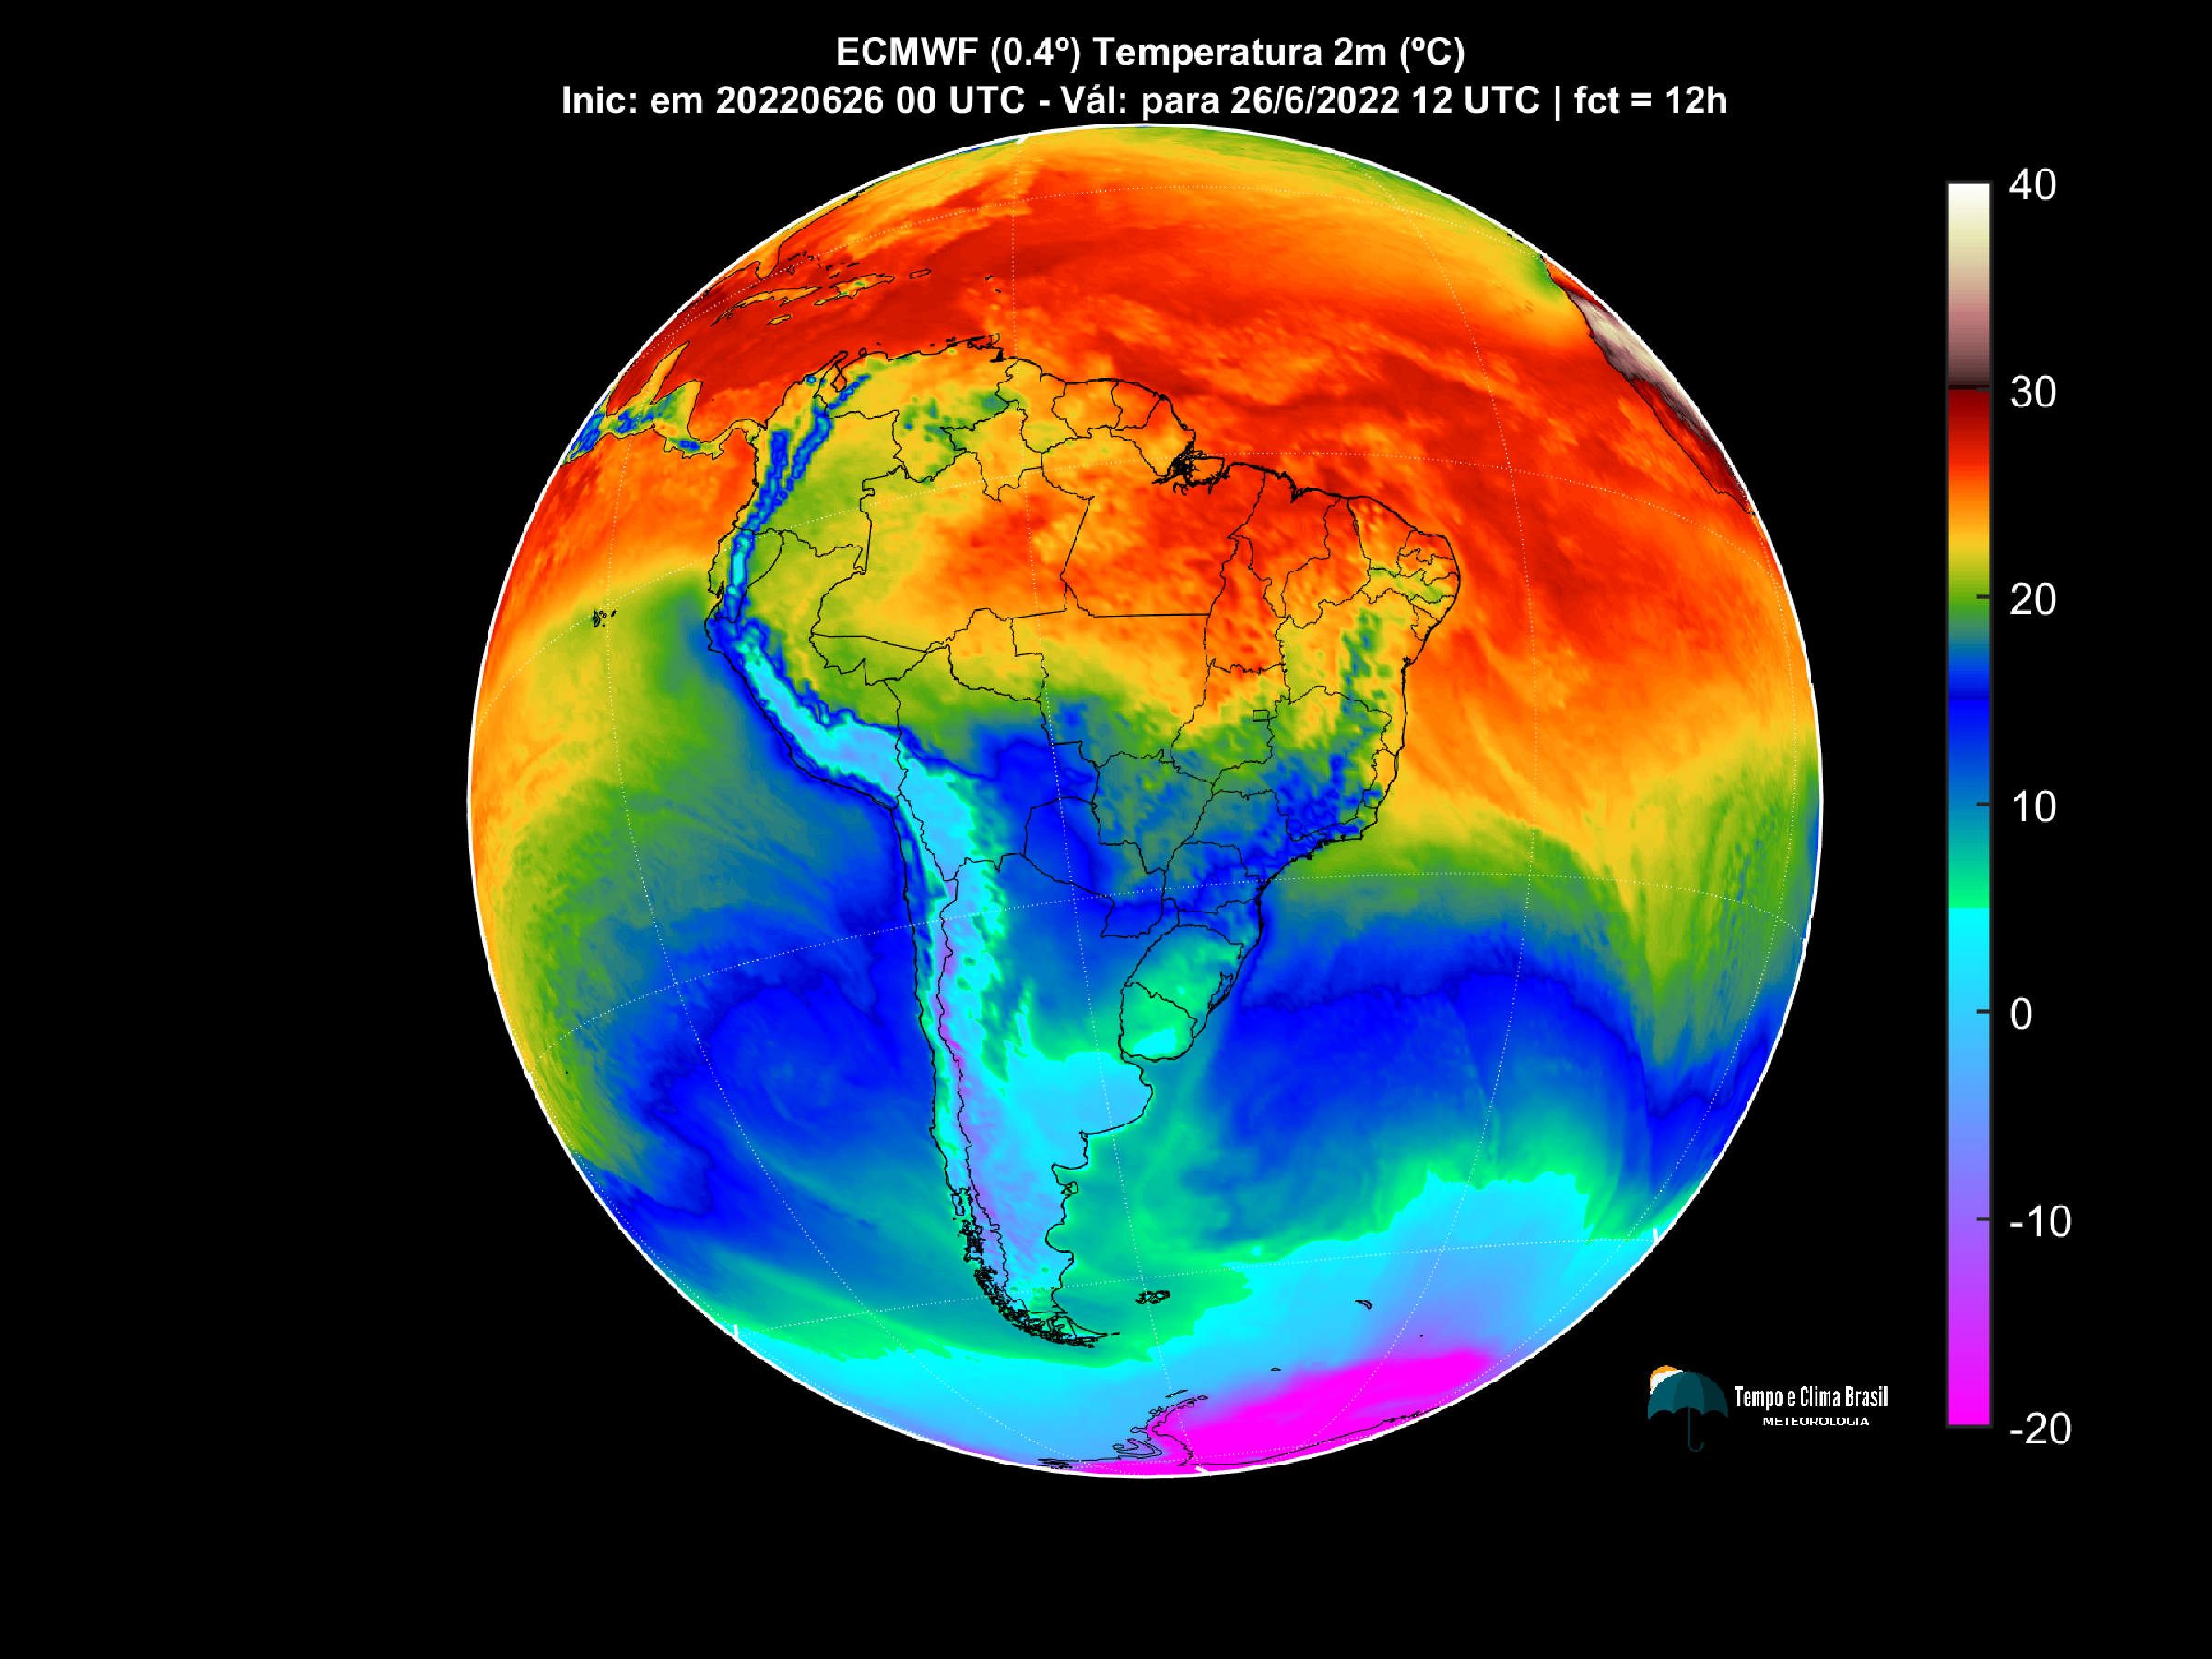 ECMWF (0.4º) Temperatura 2m (ºC)
Inic: em 20220626 00 UTC - Vál: para 26/6/2022 12 UTC | fct = 12h
40
30
20
10
0
-10
-20
Tempo e Clima Brasil
METEOROLOGIA